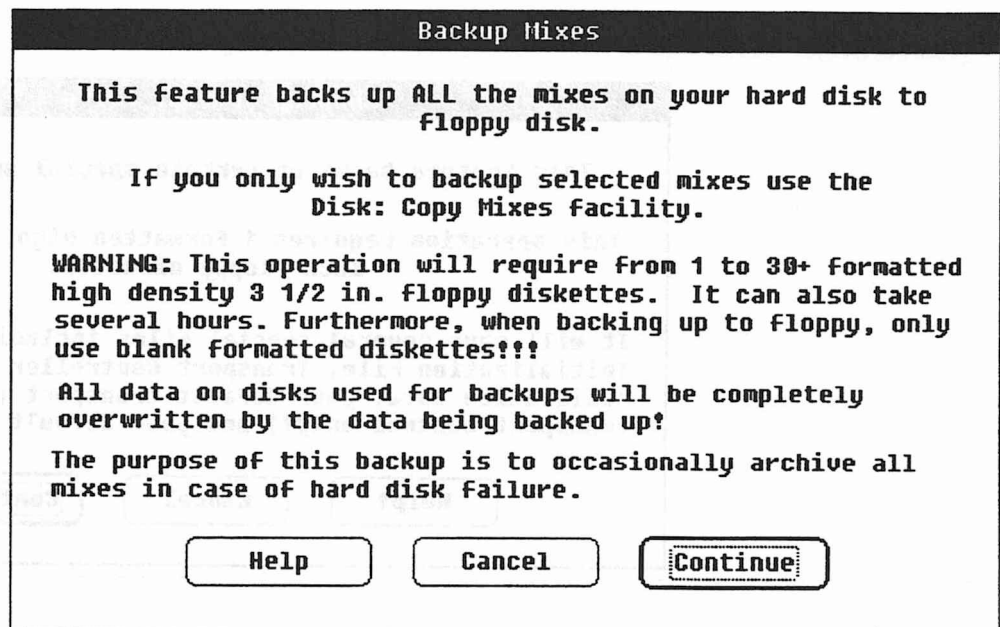 Backup Mixes
This feature backs up ALL the mixes on your hard disk to
floppy disk.
If you only wish to backup selected mixes use the
Disk: Copy Mixes facility.
WARNING: This operation will require from 1 to 30+ formatted
high density 3 1/2 in. floppy diskettes.  It can also take
several hours. Furthermore, when backing up to floppy, only
use blank formatted diskettes!!!
All data on disks used for backups will be completely
overwritten by the data being backed up!
The purpose of this backup is to occasionally archive all
mixes in case of hard disk failure.
Help Cancel Continue